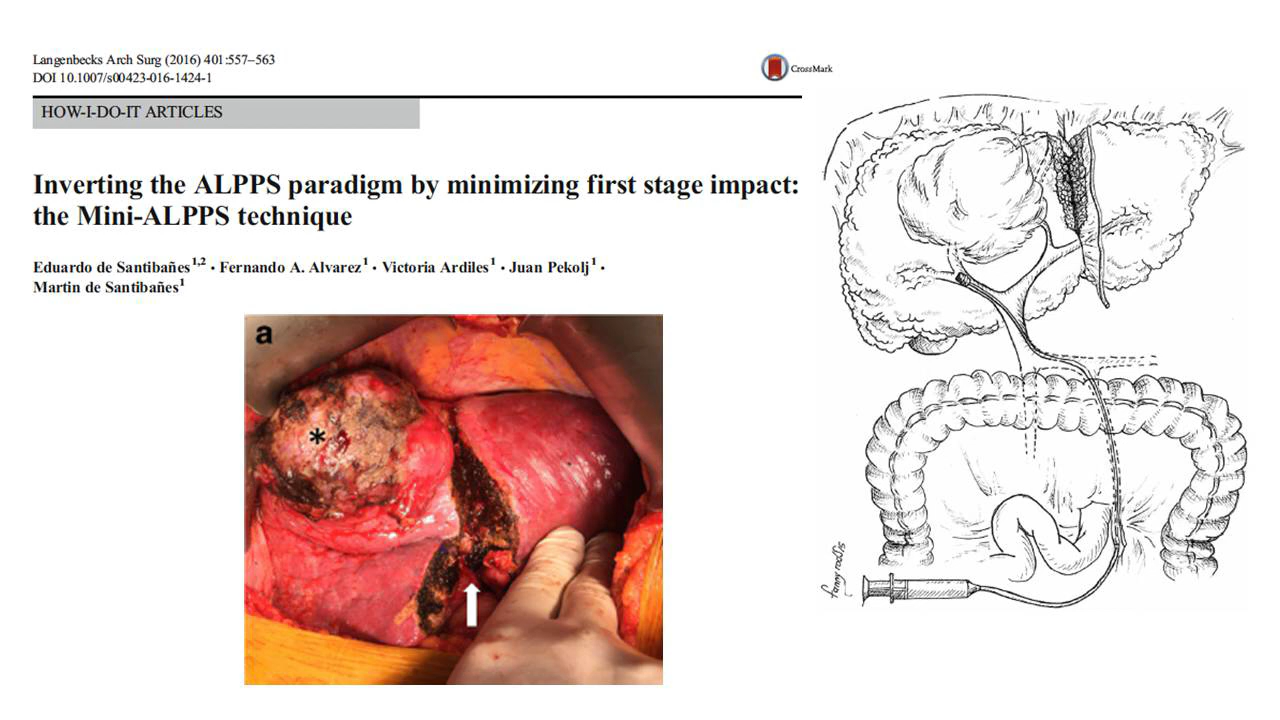 Langenbecks Arch Surg (2016) 401:557–563
DOI 10.1007/s00423-016-1424-1
CrossMark
HOW-I-DO-IT ARTICLES
Inverting the ALPPS paradigm by minimizing first stage impact:
the Mini-ALPPS technique
Eduardo de Santibañes1,2 · Fernando A. Alvarez1 · Victoria Ardiles1 · Juan Pekolj1 ·
Martin de Santibañes1
a
*